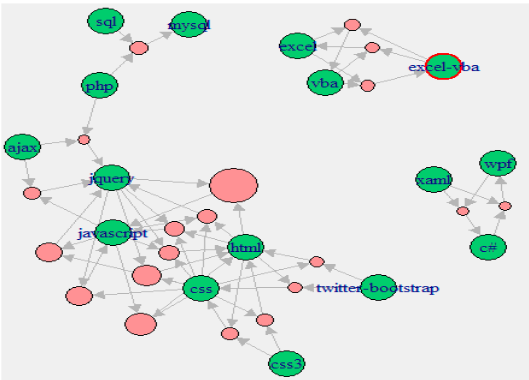 sql
mysql
excel
excel-vba
vba
php
ajax
jquery
wpf
xaml
javascript
html
c#
css
twitter-bootstrap
css3